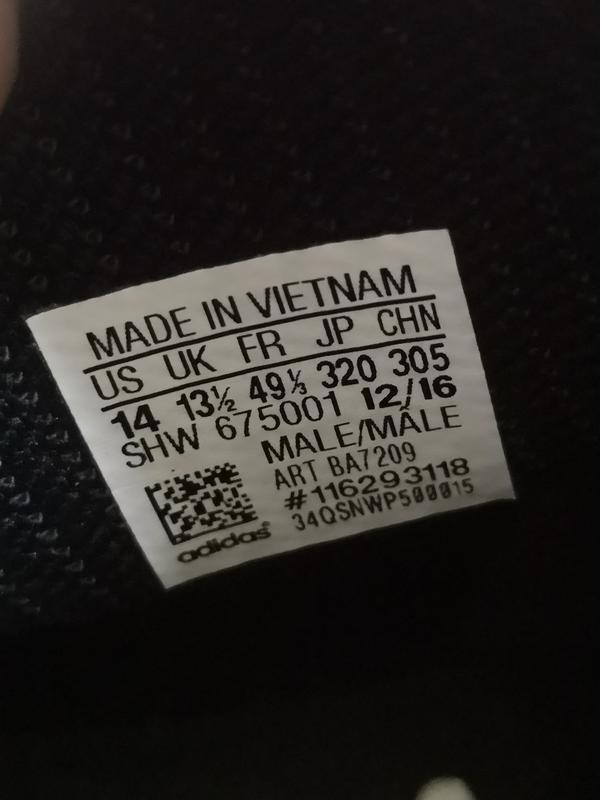 MADE IN VIETNAM
US UK FR JP CHN
14 13½ 49⅓ 320 305
SHW 675001 12/16
MALE/MÂLE
ART BA7209
#116293118
34QSNWP500015
adidas®